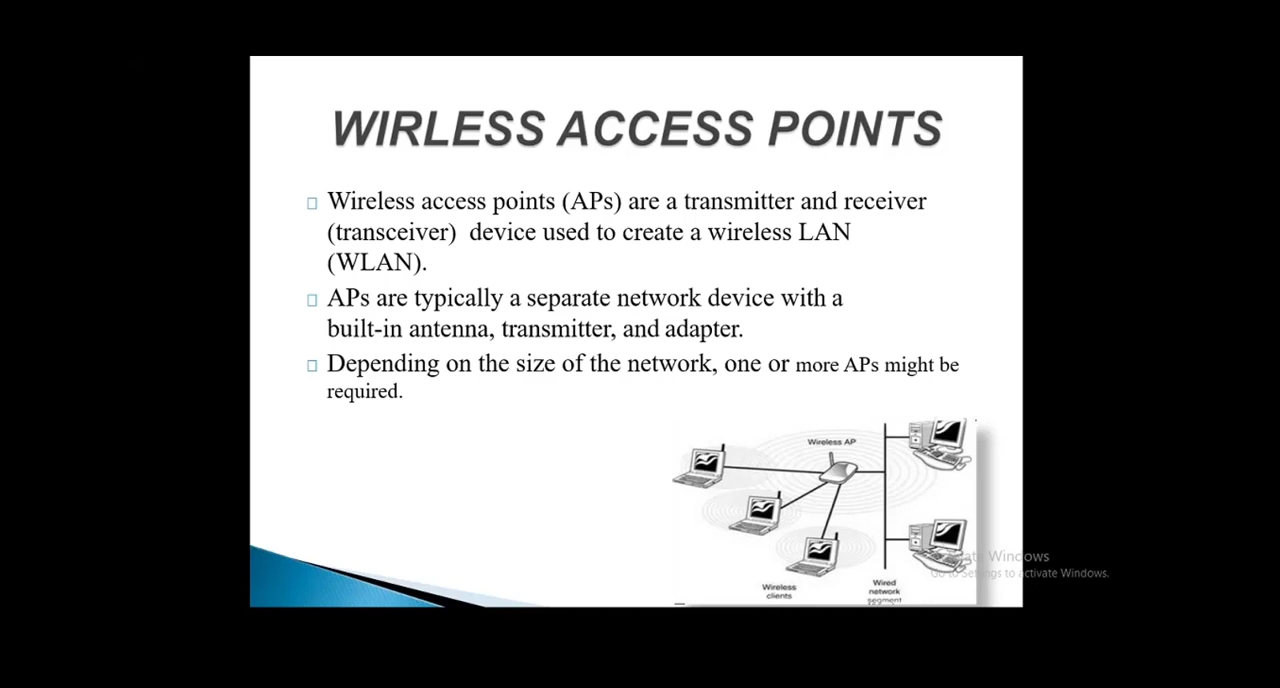 WIRLESS ACCESS POINTS
Wireless access points (APs) are a transmitter and receiver
(transceiver) device used to create a wireless LAN
(WLAN).
APs are typically a separate network device with a
built-in antenna, transmitter, and adapter.
Depending on the size of the network, one or more APs might be
required.
Wireless AP
Wireless
clients
Wired
network
segment
Windows
Go to Settings to activate Windows.